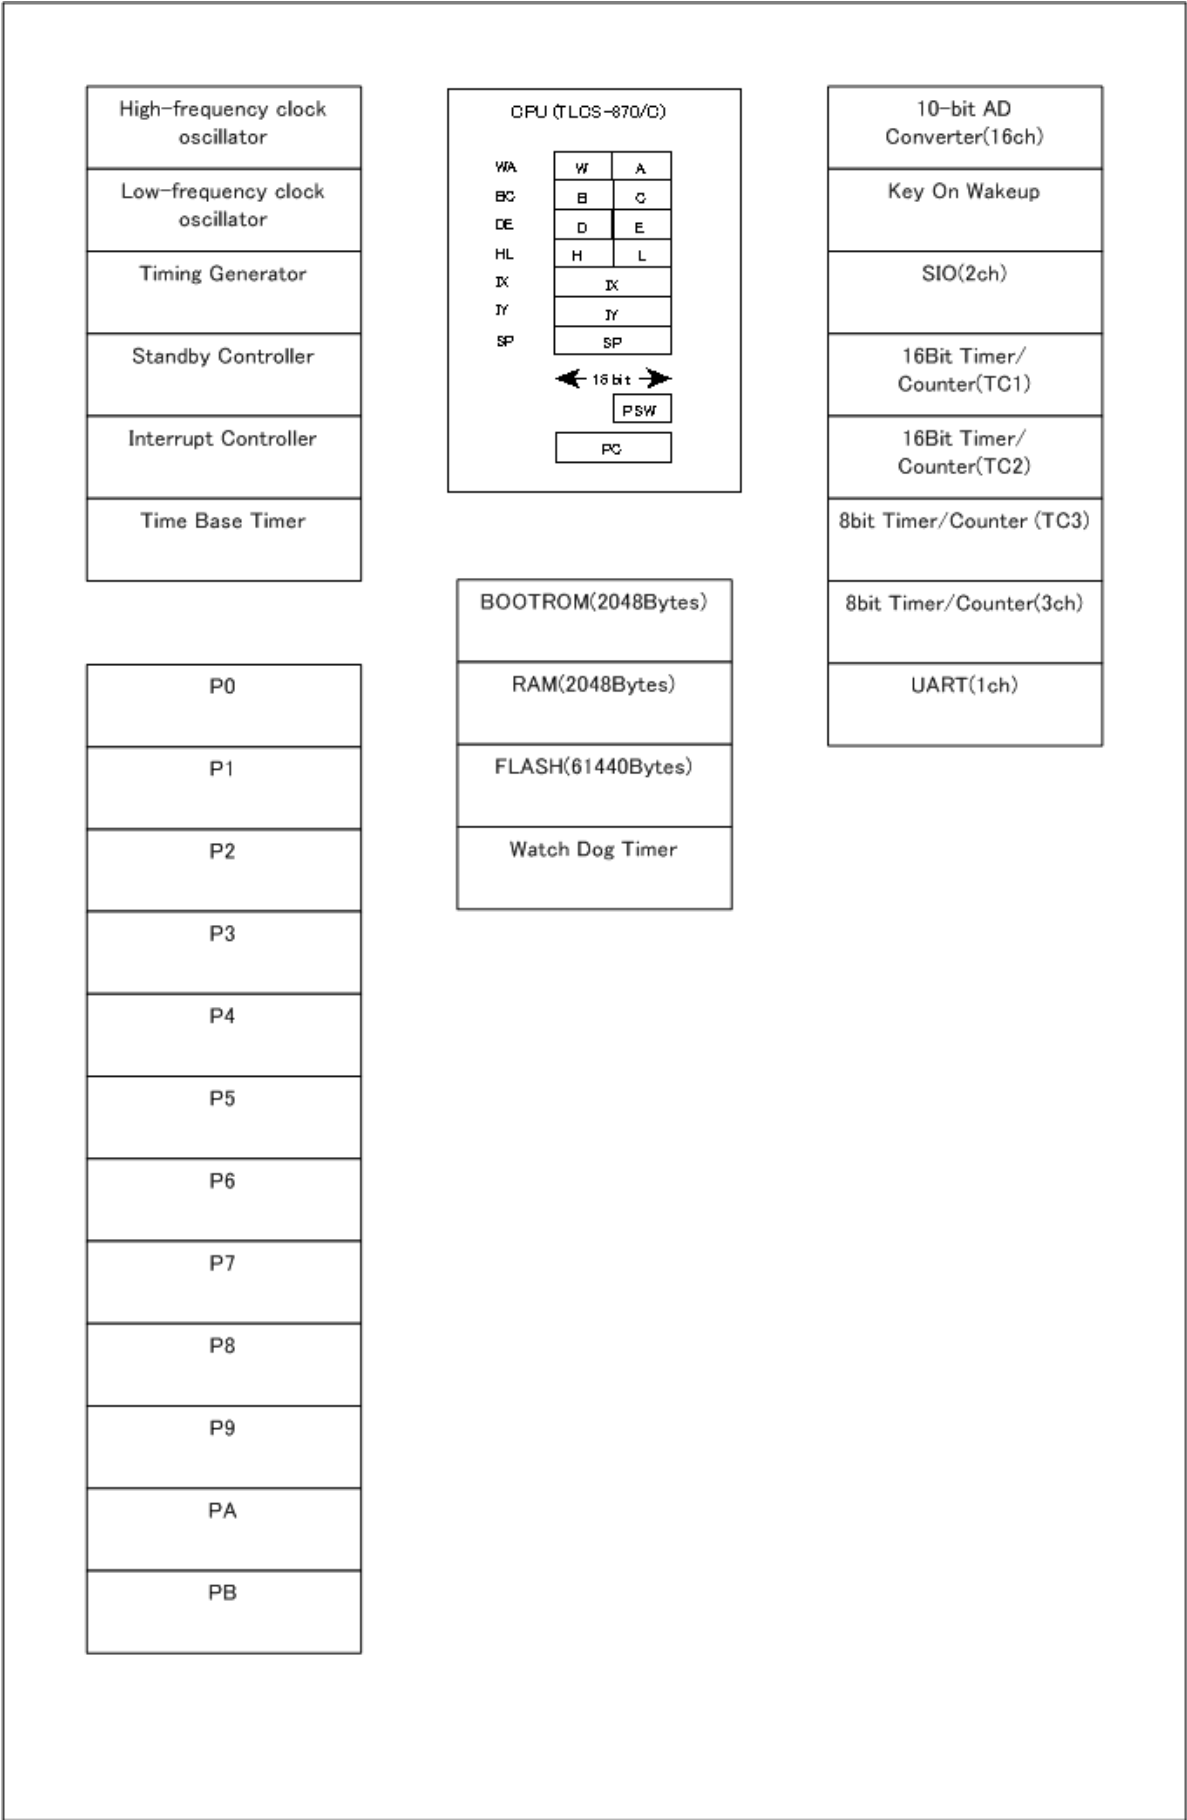 High-frequency clock
oscillator
Low-frequency clock
oscillator
Timing Generator
Standby Controller
Interrupt Controller
Time Base Timer
P0
P1
P2
P3
P4
P5
P6
P7
P8
P9
PA
PB
CPU (TLCS-870/C)
WA W A
BC B C
DE D E
HL H L
IX IX
IY IY
SP SP
16 bit
PSW
PC
BOOTROM(2048Bytes)
RAM(2048Bytes)
FLASH(61440Bytes)
Watch Dog Timer
10-bit AD
Converter(16ch)
Key On Wakeup
SIO(2ch)
16Bit Timer/
Counter(TC1)
16Bit Timer/
Counter(TC2)
8bit Timer/Counter (TC3)
8bit Timer/Counter(3ch)
UART(1ch)